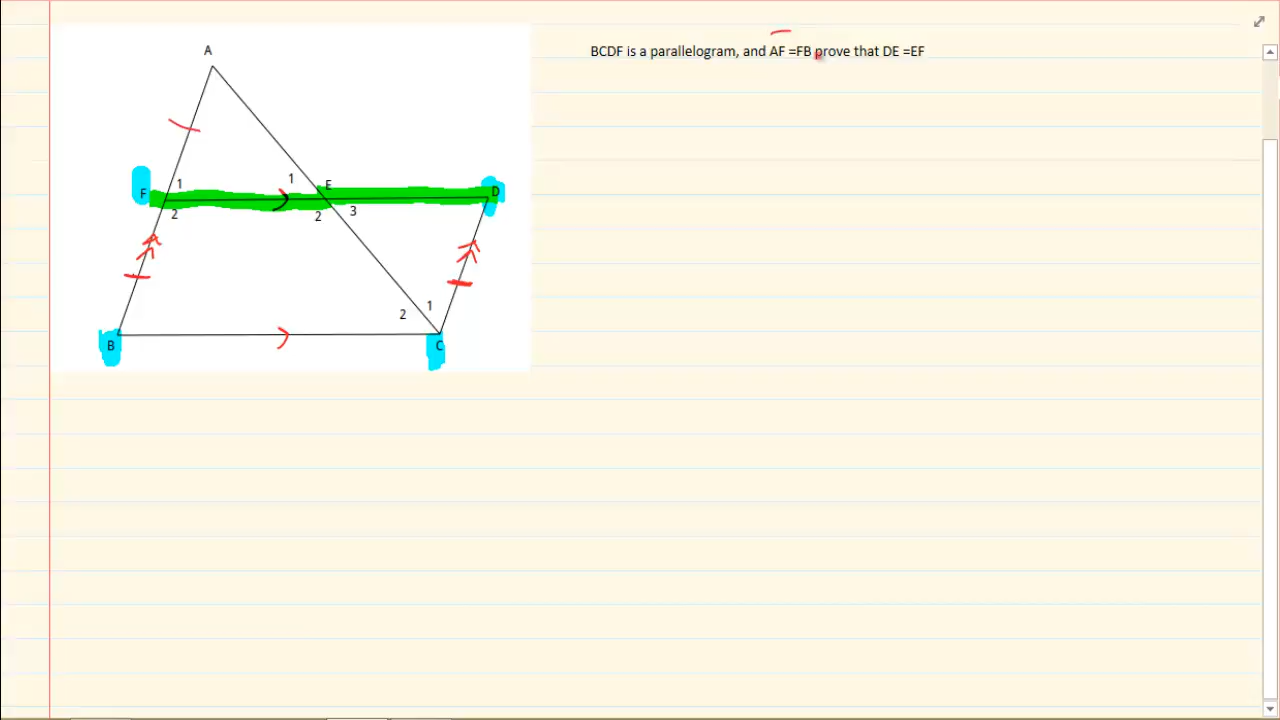 A
BCDF is a parallelogram, and AF =FB prove that DE =EF
1
E
F
1
D
2
2
3
2
1
B
C